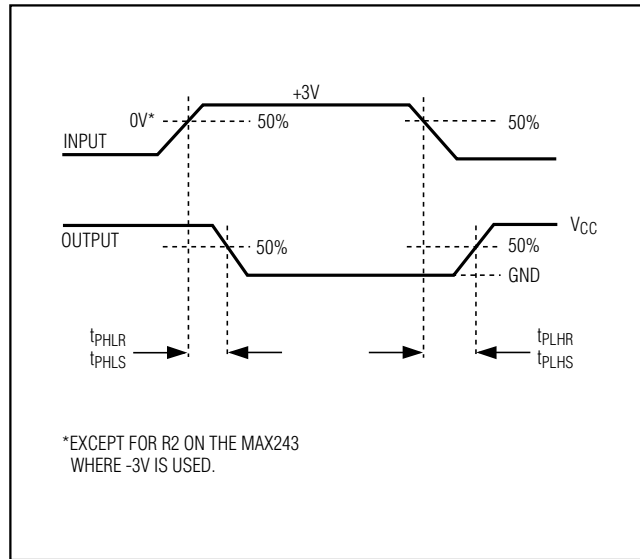 +3V
0V*
50%
50%
INPUT
OUTPUT
VCC
50%
50%
GND
tPHLR
tPHLS
tPLHR
tPLHS
*EXCEPT FOR R2 ON THE MAX243
WHERE -3V IS USED.